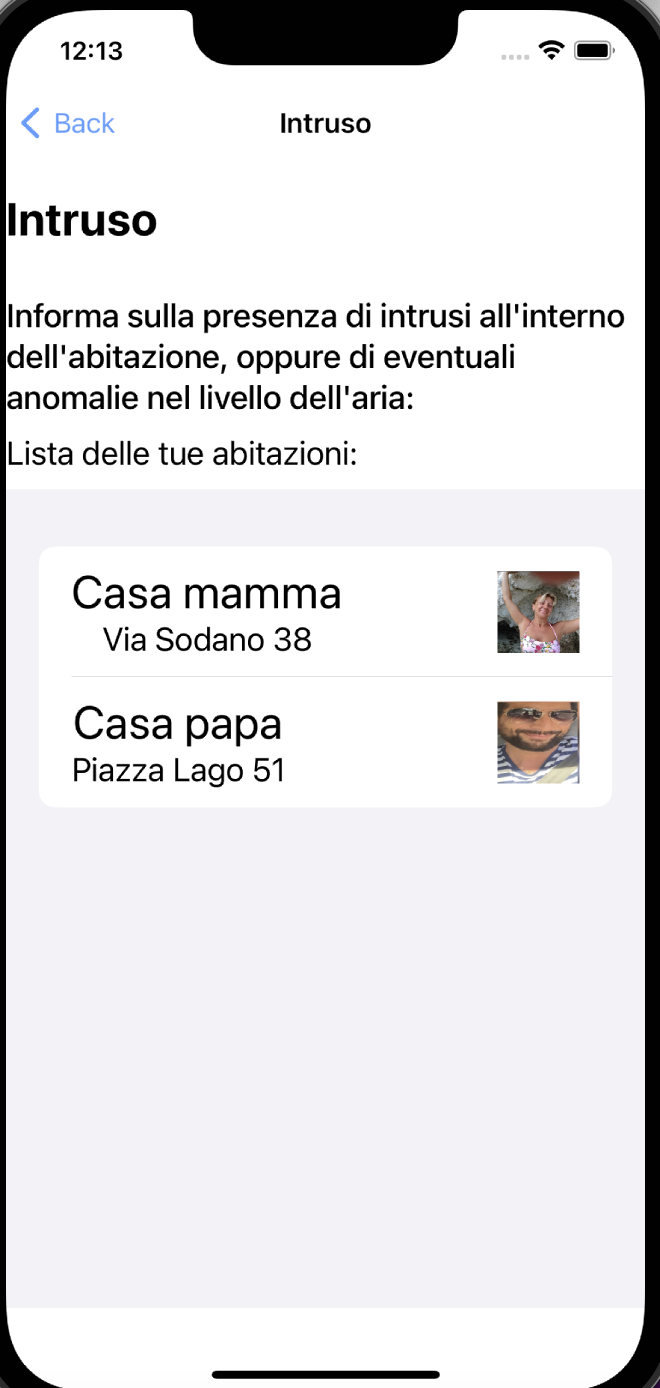 12:13
Back
Intruso
Intruso
Informa sulla presenza di intrusi all'interno
dell'abitazione, oppure di eventuali
anomalie nel livello dell'aria:
Lista delle tue abitazioni:
Casa mamma
Via Sodano 38
Casa papa
Piazza Lago 51